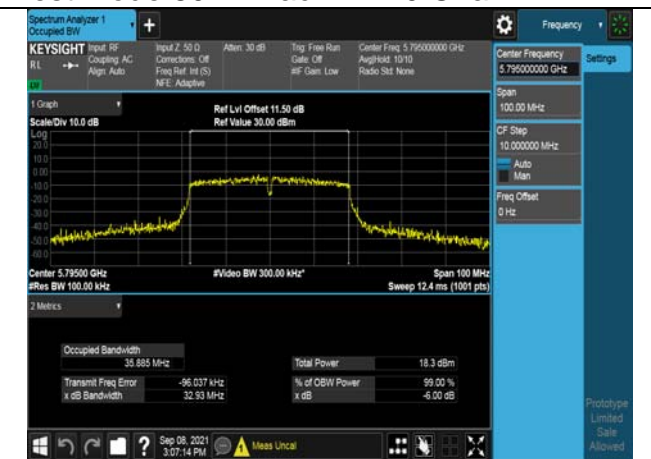 Spectrum Analyzer 1
Occupied BW
+
Frequency
KEYSIGHT
RL
Input: RF
Coupling: AC
Align: Auto
Input Z: 50 Ω
Corrections: Off
Freq Ref: Int (S)
NFE: Adaptive
Atten: 30 dB
Trig: Free Run
Gate: Off
#IF Gain: Low
Center Freq: 5.795000000 GHz
Avg|Hold: 10/10
Radio Std: None
Center Frequency
5.795000000 GHz
Settings
Span
100.00 MHz
CF Step
10.000000 MHz
Auto
Man
Freq Offset
0 Hz
1 Graph
Scale/Div 10.0 dB
Ref Lvl Offset 11.50 dB
Ref Value 30.00 dBm
Log
20.0
10.0
0.00
-10.0
-20.0
-30.0
-40.0
-50.0
-60.0
Center 5.79500 GHz
#Video BW 300.00 kHz*
Span 100 MHz
#Res BW 100.00 kHz
Sweep 12.4 ms (1001 pts)
2 Metrics
Occupied Bandwidth
35.885 MHz
Total Power
18.3 dBm
Transmit Freq Error
-96.037 kHz
% of OBW Power
99.00 %
x dB Bandwidth
32.93 MHz
x dB
-6.00 dB
Prototype
Limited
Sale
Allowed
?
Sep 08, 2021
3:07:14 PM
Meas Uncal